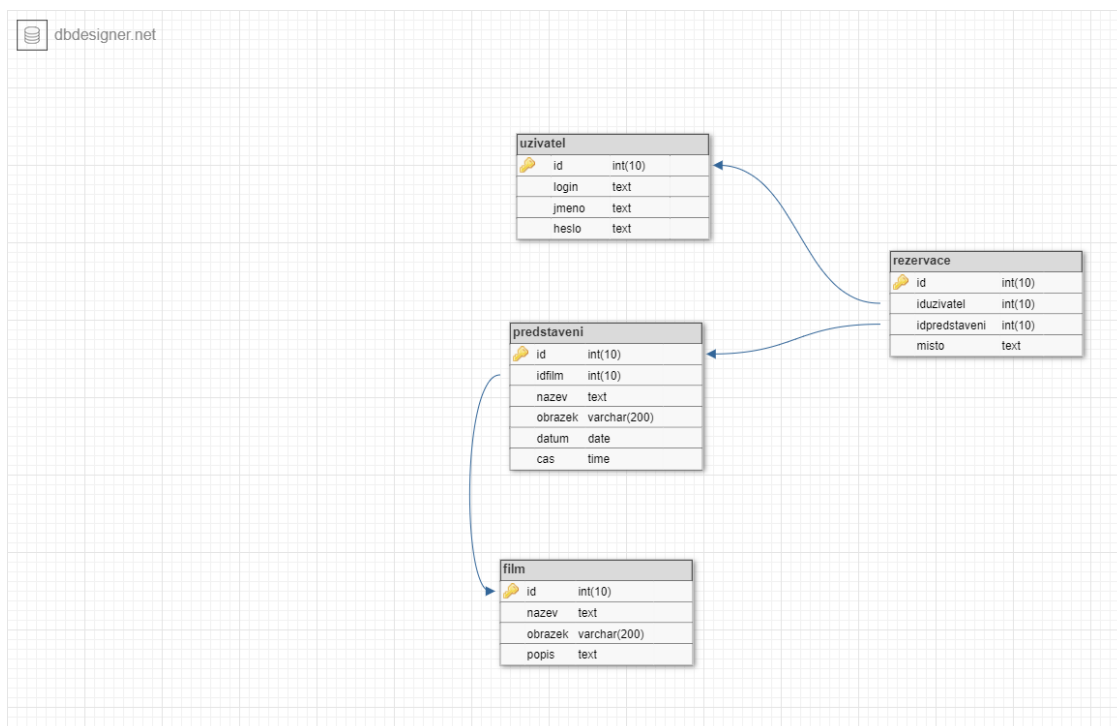 dbdesigner.net
uzivatel
id int(10)
login text
jmeno text
heslo text
rezervace
id int(10)
iduzivatel int(10)
idpredstaveni int(10)
misto text
predstaveni
id int(10)
idfilm int(10)
nazev text
obrazek varchar(200)
datum date
cas time
film
id int(10)
nazev text
obrazek varchar(200)
popis text